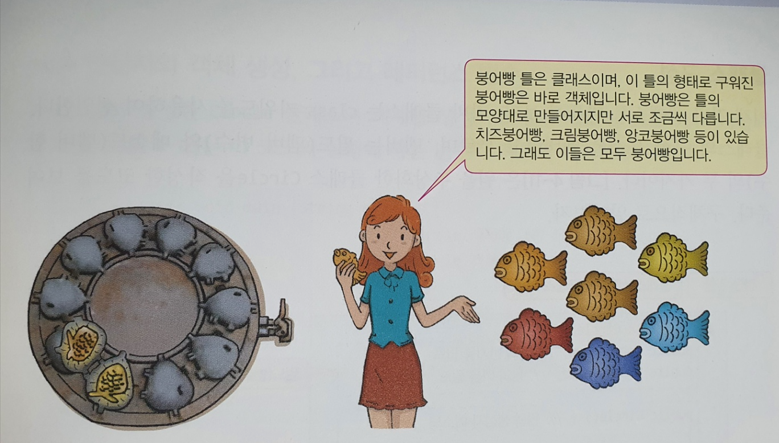 붕어빵 틀은 클래스이며, 이 틀의 형태로 구워진
붕어빵은 바로 객체입니다. 붕어빵은 틀의
모양대로 만들어지지만 서로 조금씩 다릅니다.
치즈붕어빵, 크림붕어빵, 앙코붕어빵 등이 있습
니다. 그래도 이들은 모두 붕어빵입니다.